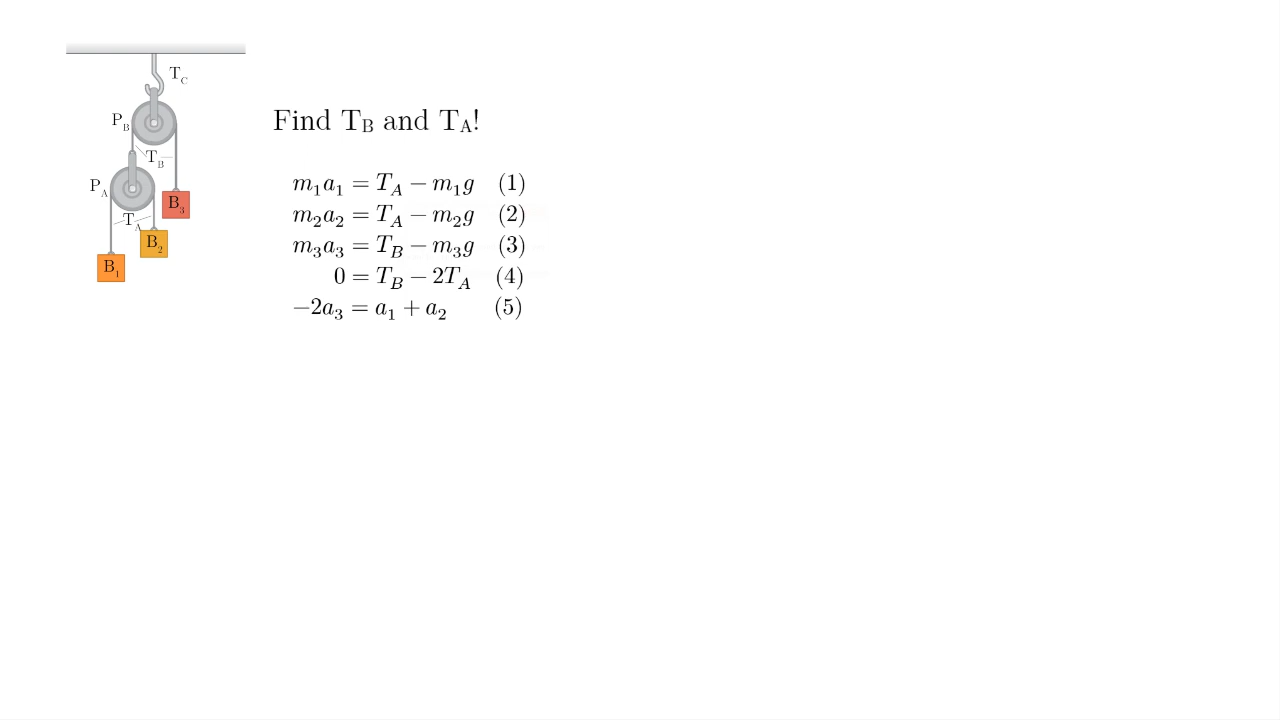 T_C
P_B
T_B
P_A
B_3
T_A
B_2
B_1
Find T_B and T_A!
m_1a_1 = T_A − m_1g (1)
m_2a_2 = T_A − m_2g (2)
m_3a_3 = T_B − m_3g (3)
0 = T_B − 2T_A (4)
−2a_3 = a_1 + a_2 (5)